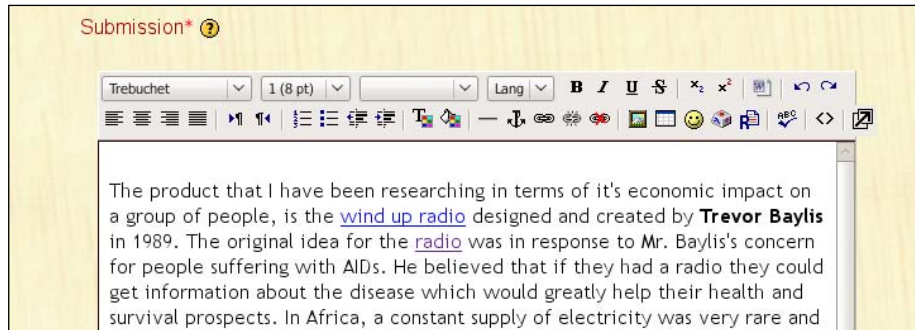 Submission* ?
Trebuchet 1 (8 pt) Lang B I U S x₂ x² W
T ABC <>
The product that I have been researching in terms of it's economic impact on
a group of people, is the wind up radio designed and created by Trevor Baylis
in 1989. The original idea for the radio was in response to Mr. Baylis's concern
for people suffering with AIDs. He believed that if they had a radio they could
get information about the disease which would greatly help their health and
survival prospects. In Africa, a constant supply of electricity was very rare and